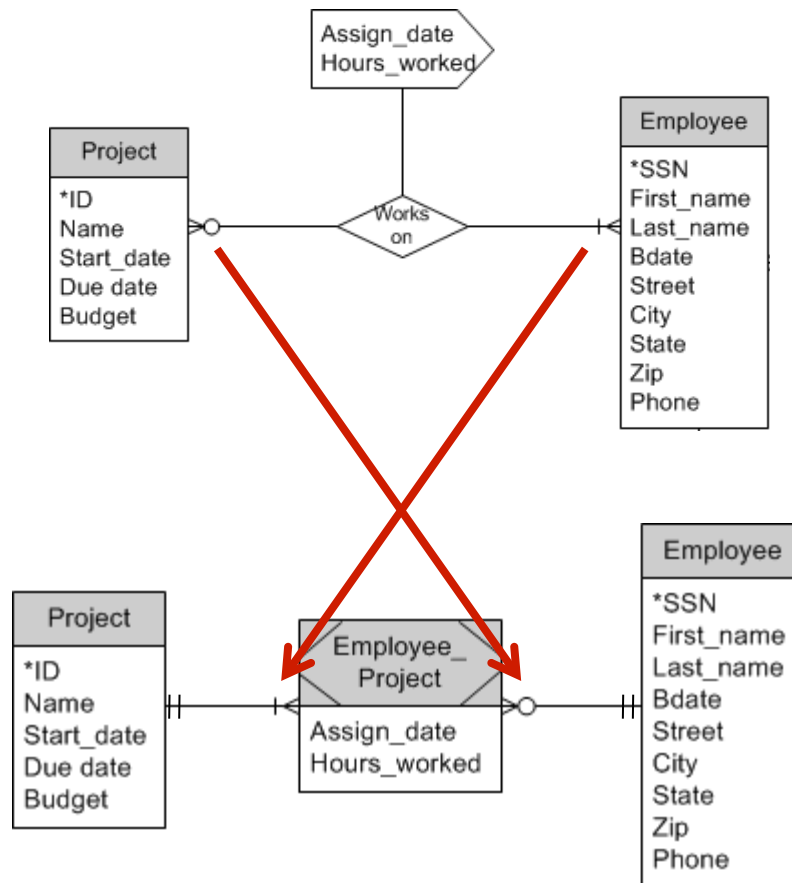 Assign_date
Hours_worked
Project
*ID
Name
Start_date
Due date
Budget
Works
on
Employee
*SSN
First_name
Last_name
Bdate
Street
City
State
Zip
Phone
Project
*ID
Name
Start_date
Due date
Budget
Employee_
Project
Assign_date
Hours_worked
Employee
*SSN
First_name
Last_name
Bdate
Street
City
State
Zip
Phone